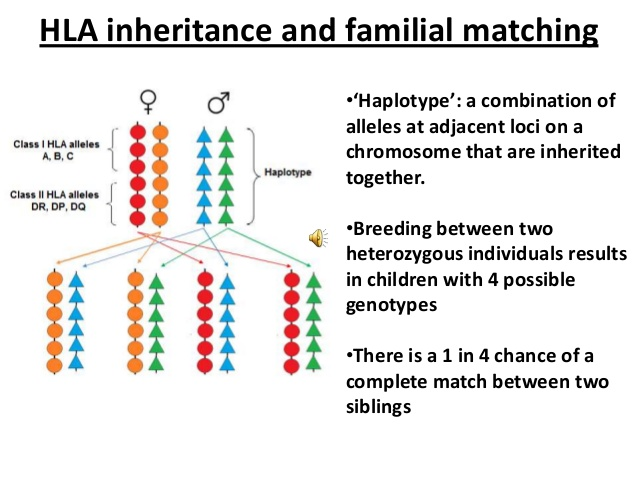 HLA inheritance and familial matching
♀ ♂
Class I HLA alleles
A, B, C
Class II HLA alleles
DR, DP, DQ
Haplotype
•‘Haplotype’: a combination of
alleles at adjacent loci on a
chromosome that are inherited
together.
•Breeding between two
heterozygous individuals results
in children with 4 possible
genotypes
•There is a 1 in 4 chance of a
complete match between two
siblings